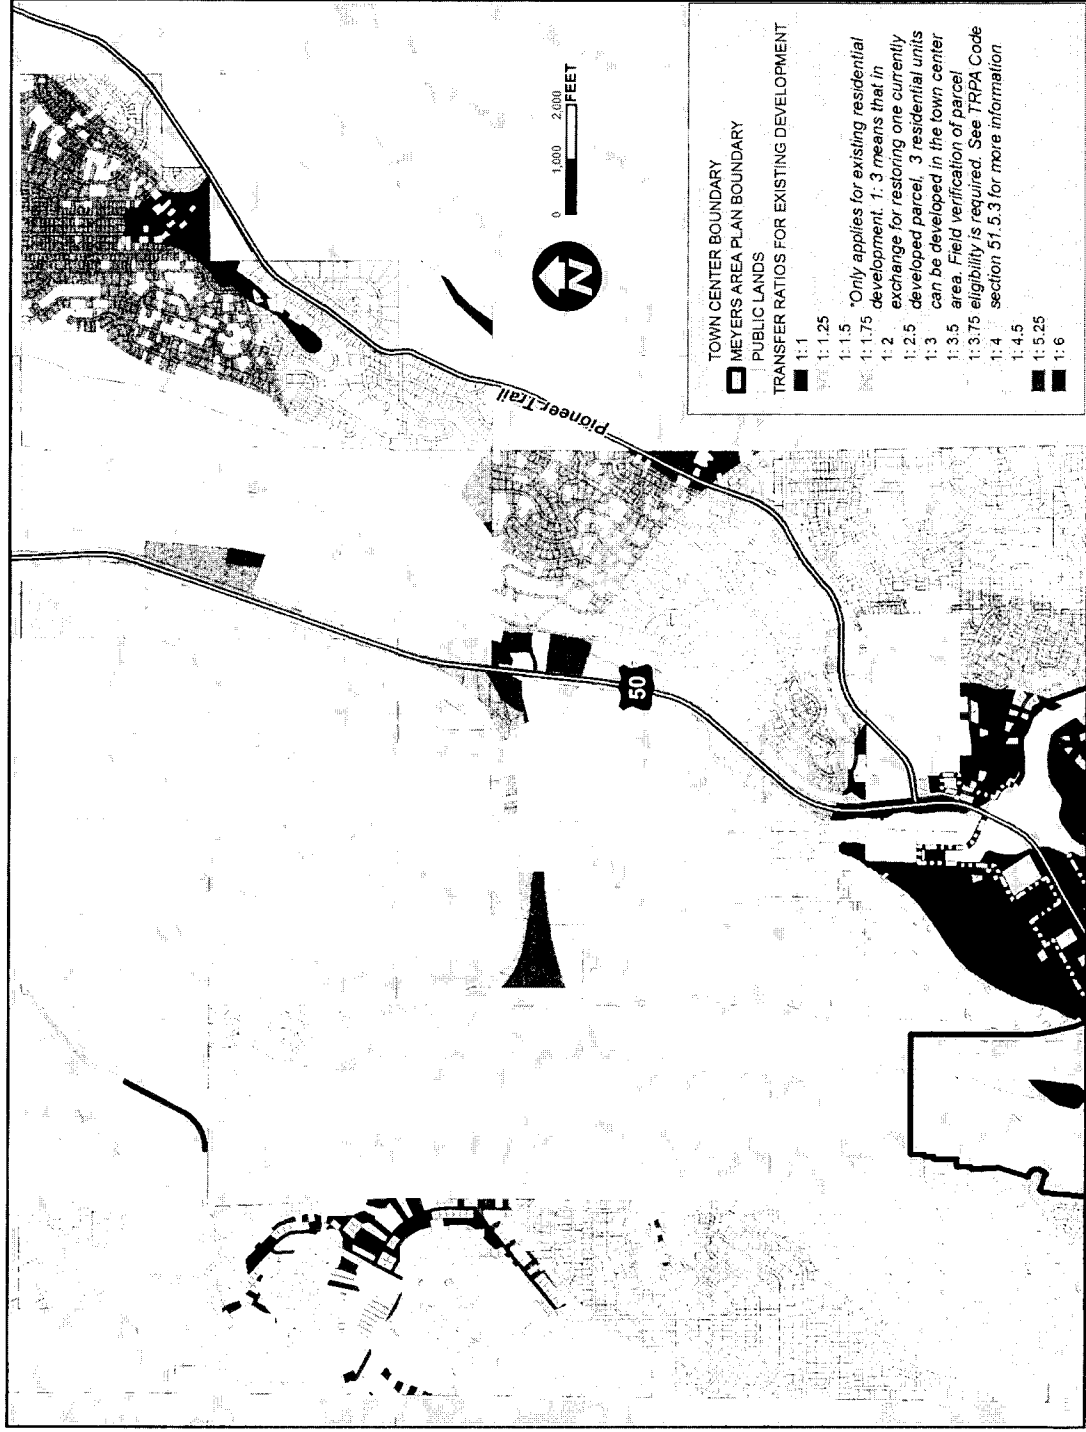 Pioneer Trail
50
N
0 1,000 2,000
FEET
TOWN CENTER BOUNDARY
MEYERS AREA PLAN BOUNDARY
PUBLIC LANDS
TRANSFER RATIOS FOR EXISTING DEVELOPMENT
1: 1
1: 1.25
1: 1.5
1: 1.75
1: 2
1: 2.5
1: 3
1: 3.5
1: 3.75
1: 4
1: 4.5
1: 5.25
1: 6
*Only applies for existing residential
development. 1: 3 means that in
exchange for restoring one currently
developed parcel, 3 residential units
can be developed in the town center
area. Field verification of parcel
eligibility is required. See TRPA Code
section 51.5.3 for more information.